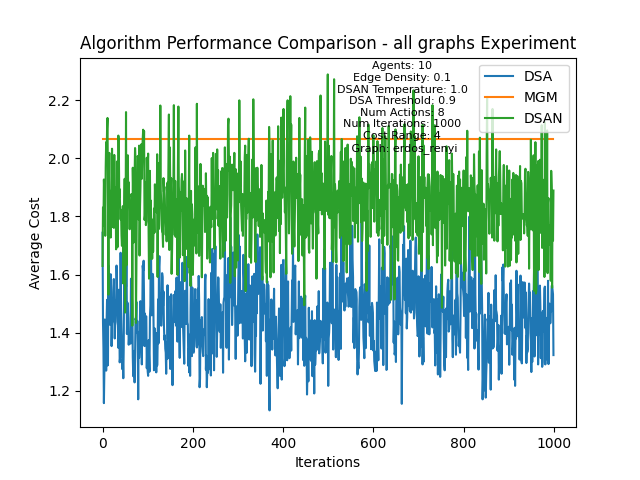 Algorithm Performance Comparison - all graphs Experiment
Agents: 10
Edge Density: 0.1
DSAN Temperature: 1.0
DSA Threshold: 0.9
Num Actions: 8
Num Iterations: 1000
Cost Range: 4
Graph: erdos_renyi
DSA
MGM
DSAN
Average Cost
2.2
2.0
1.8
1.6
1.4
1.2
0
200
400
600
800
1000
Iterations